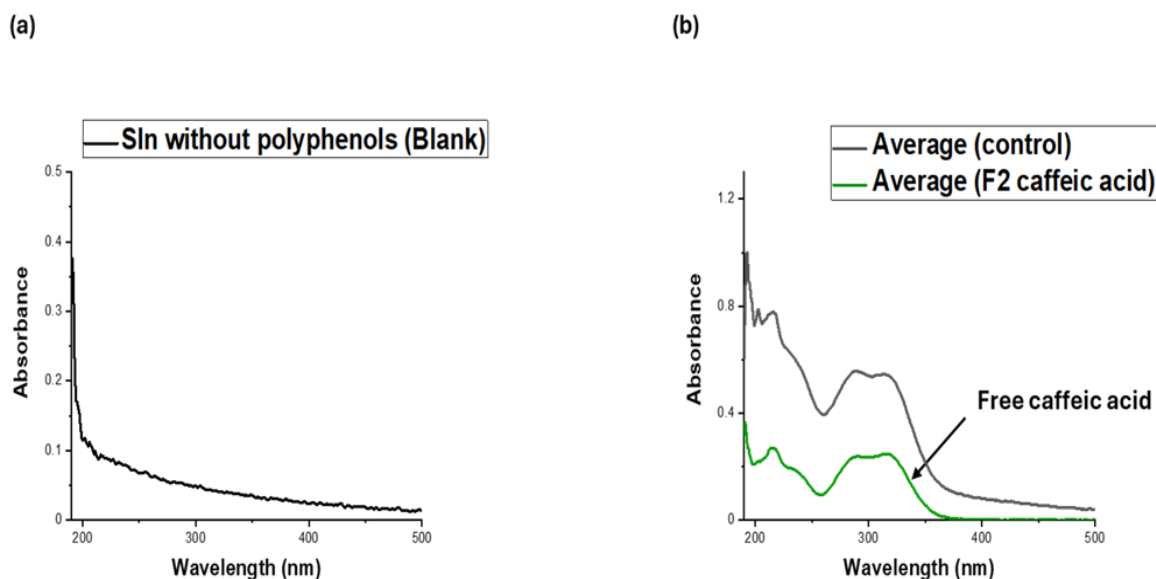 (a)
SIn without polyphenols (Blank)
0.5
0.4
0.3
0.2
0.1
0
200
300
400
500
Absorbance
Wavelength (nm)
(b)
Average (control)
Average (F2 caffeic acid)
1.2
0.8
0.4
0
200
300
400
500
Absorbance
Free caffeic acid
Wavelength (nm)